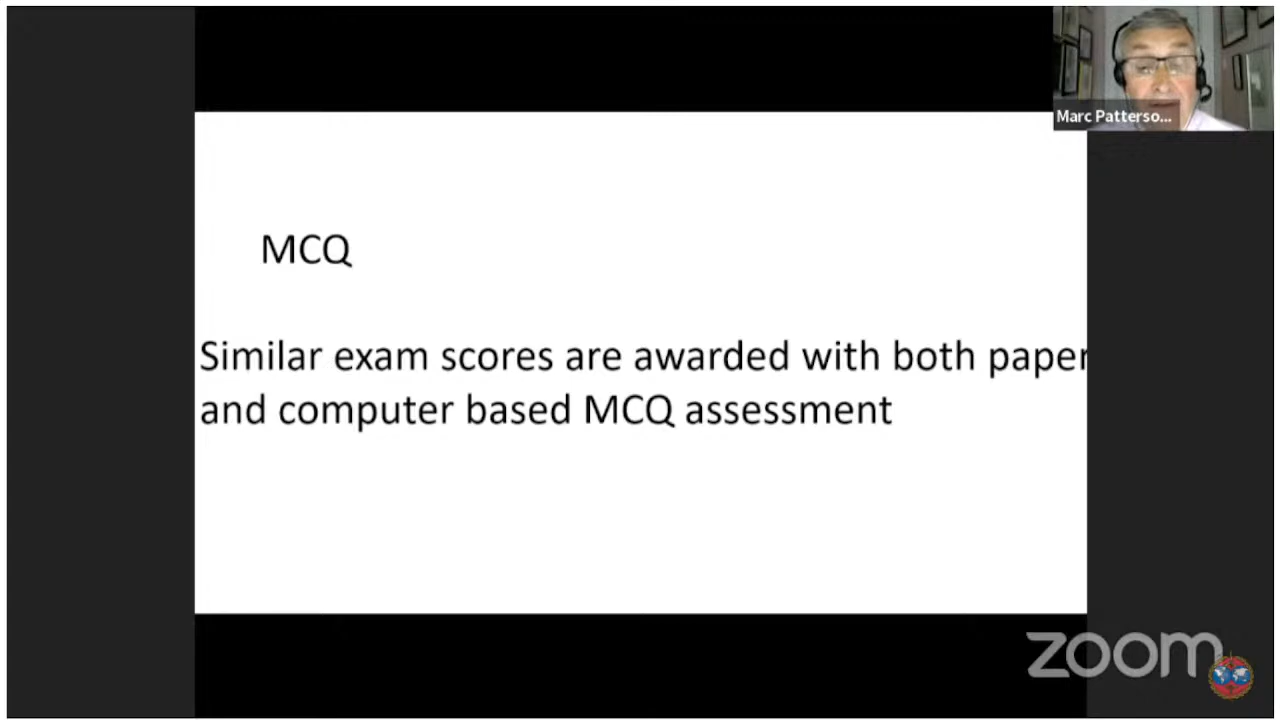 Marc Patterso...
MCQ
Similar exam scores are awarded with both paper
and computer based MCQ assessment
zoom